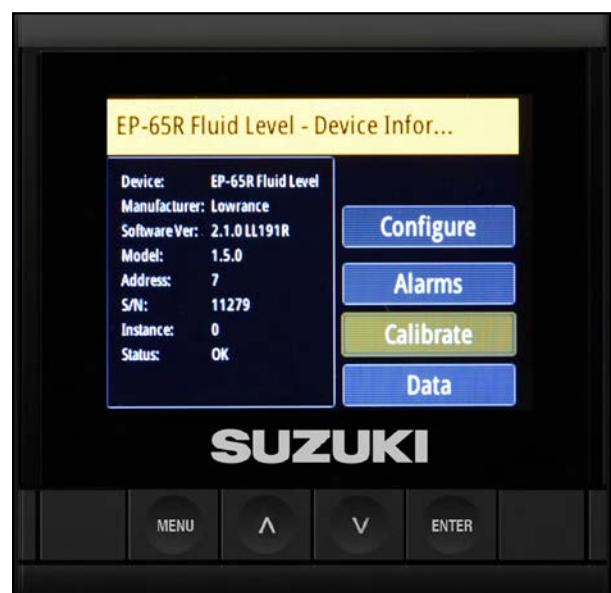 EP-65R Fluid Level - Device Infor...
Device: EP-65R Fluid Level
Manufacturer: Lowrance
Software Ver: 2.1.0 LL191R
Model: 1.5.0
Address: 7
S/N: 11279
Instance: 0
Status: OK
Configure
Alarms
Calibrate
Data
SUZUKI
MENU ∧ ∨ ENTER